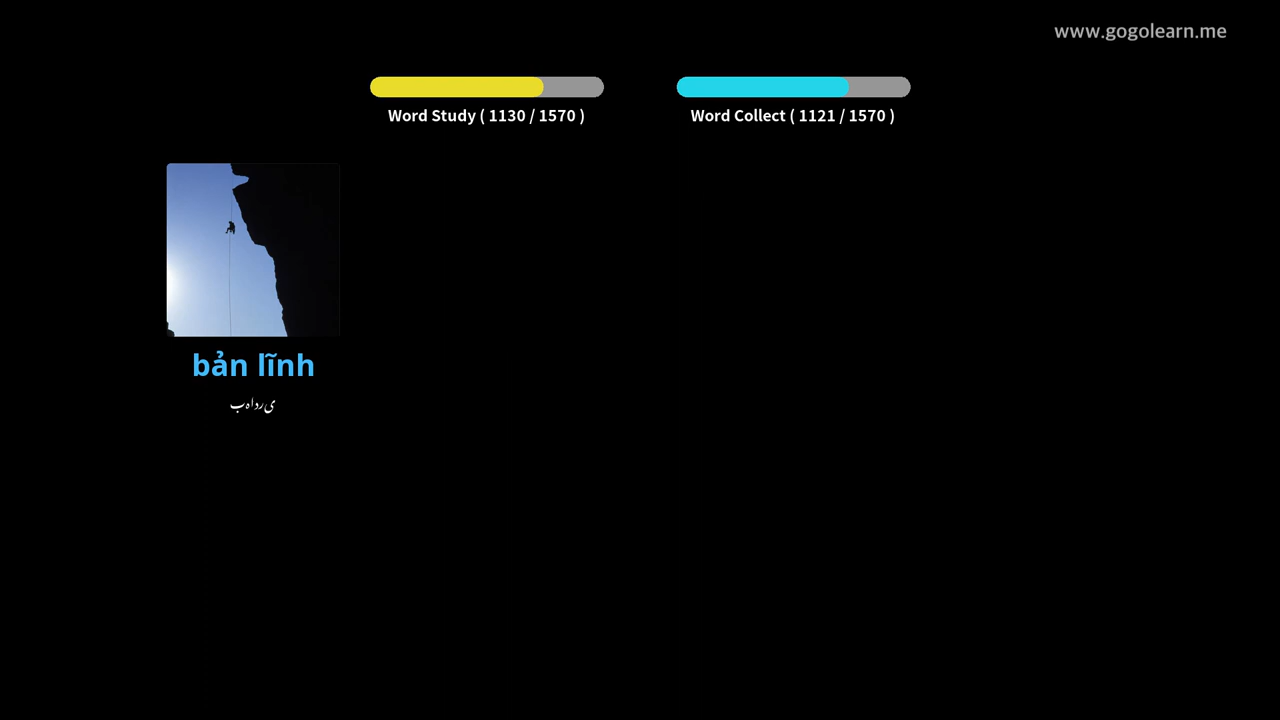 www.gogolearn.me
Word Study ( 1130 / 1570 )
Word Collect ( 1121 / 1570 )
bản lĩnh
بہادری